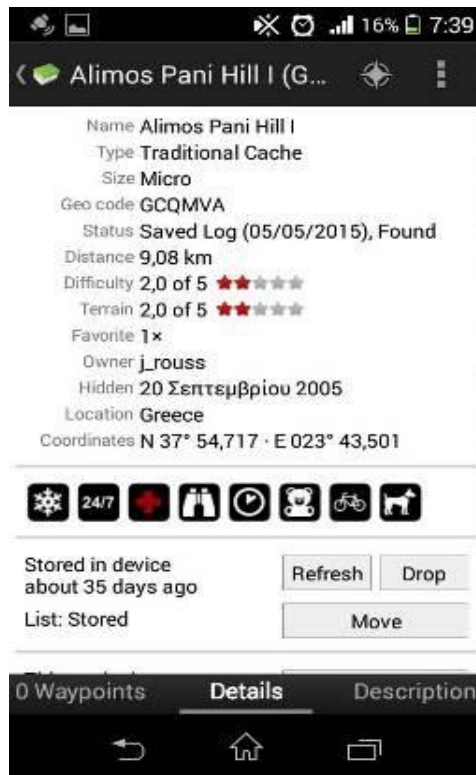 16% 7:39
Alimos Pani Hill I (G...
Name Alimos Pani Hill I
Type Traditional Cache
Size Micro
Geo code GCQMVA
Status Saved Log (05/05/2015), Found
Distance 9,08 km
Difficulty 2,0 of 5
Terrain 2,0 of 5
Favorite 1×
Owner j_rouss
Hidden 20 Σεπτεμβρίου 2005
Location Greece
Coordinates N 37° 54,717 · E 023° 43,501
24/7
Stored in device
about 35 days ago
Refresh Drop
List: Stored
Move
0 Waypoints Details Description